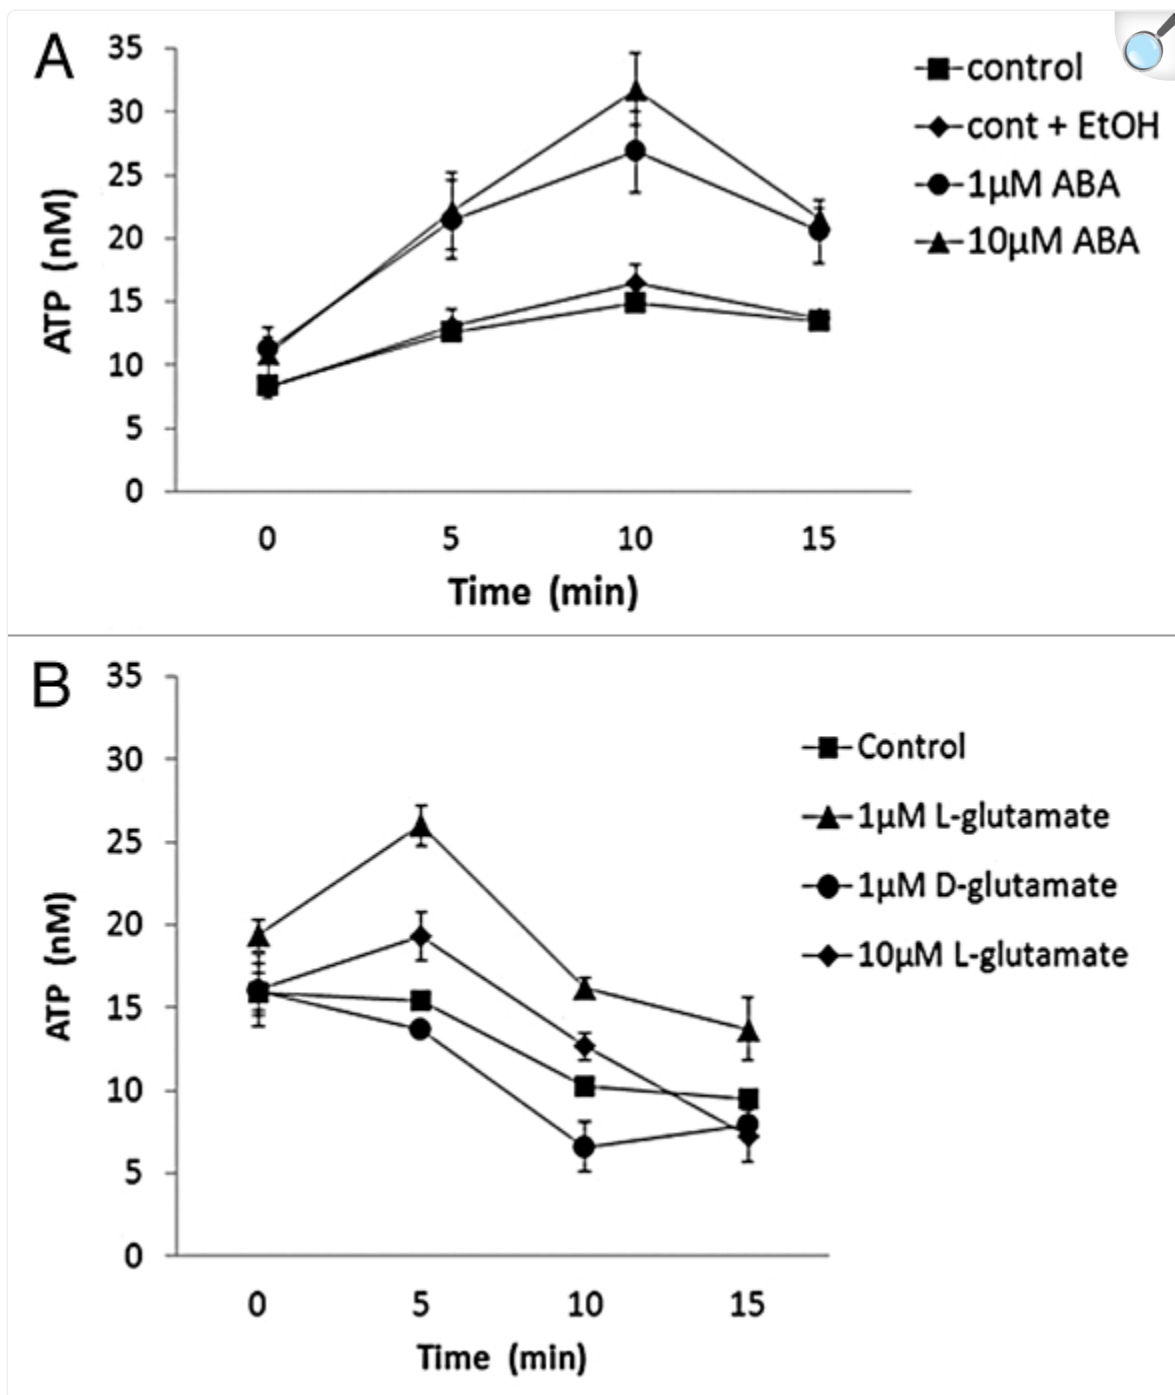 A
35
30
25
20
15
10
5
0
ATP (nM)
0 5 10 15
Time (min)
control
cont + EtOH
1µM ABA
10µM ABA
B
35
30
25
20
15
10
5
0
ATP (nM)
0 5 10 15
Time (min)
Control
1µM L-glutamate
1µM D-glutamate
10µM L-glutamate